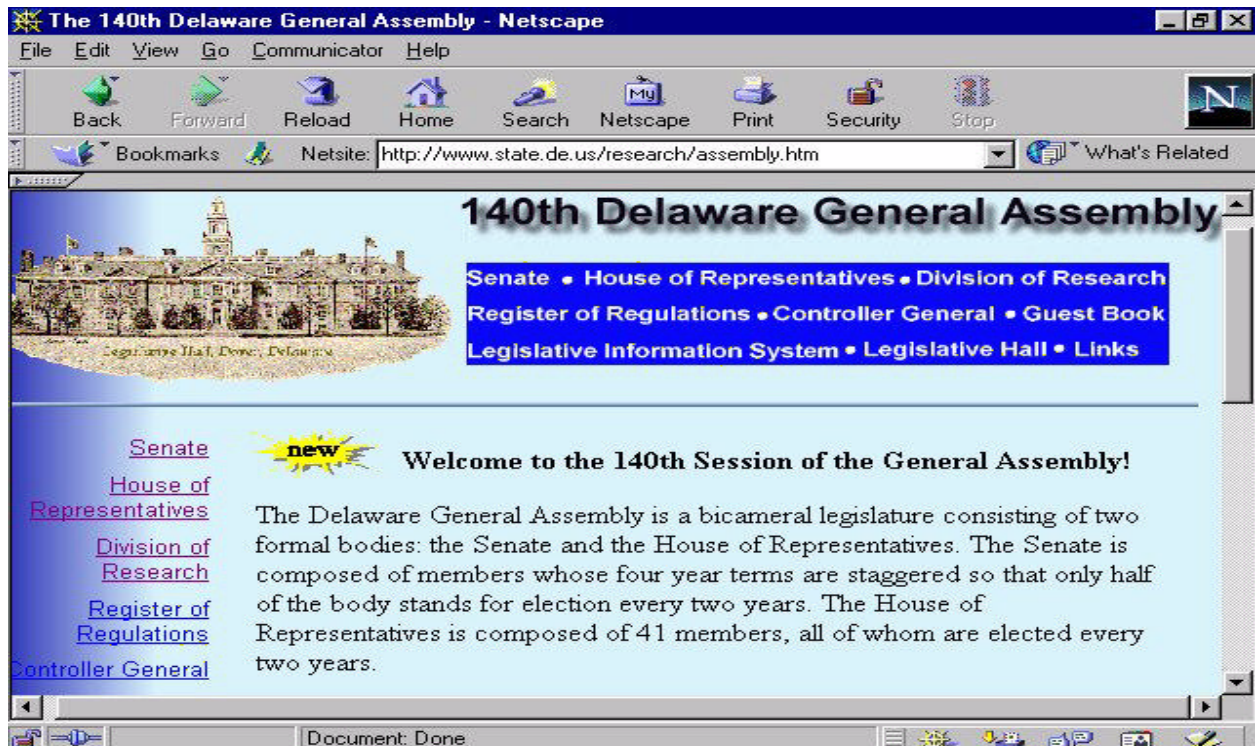 The 140th Delaware General Assembly - Netscape
File Edit View Go Communicator Help
My
N
Back Forward Reload Home Search Netscape Print Security Stop
Bookmarks Netsite: http://www.state.de.us/research/assembly.htm What's Related
140th Delaware General Assembly
Senate • House of Representatives • Division of Research
Register of Regulations • Controller General • Guest Book
Legislative Information System • Legislative Hall • Links
Legislative Hall, Dover, Delaware
Senate
House of
Representatives
Division of
Research
Register of
Regulations
Controller General
new
Welcome to the 140th Session of the General Assembly!
The Delaware General Assembly is a bicameral legislature consisting of two
formal bodies: the Senate and the House of Representatives. The Senate is
composed of members whose four year terms are staggered so that only half
of the body stands for election every two years. The House of
Representatives is composed of 41 members, all of whom are elected every
two years.
Document: Done